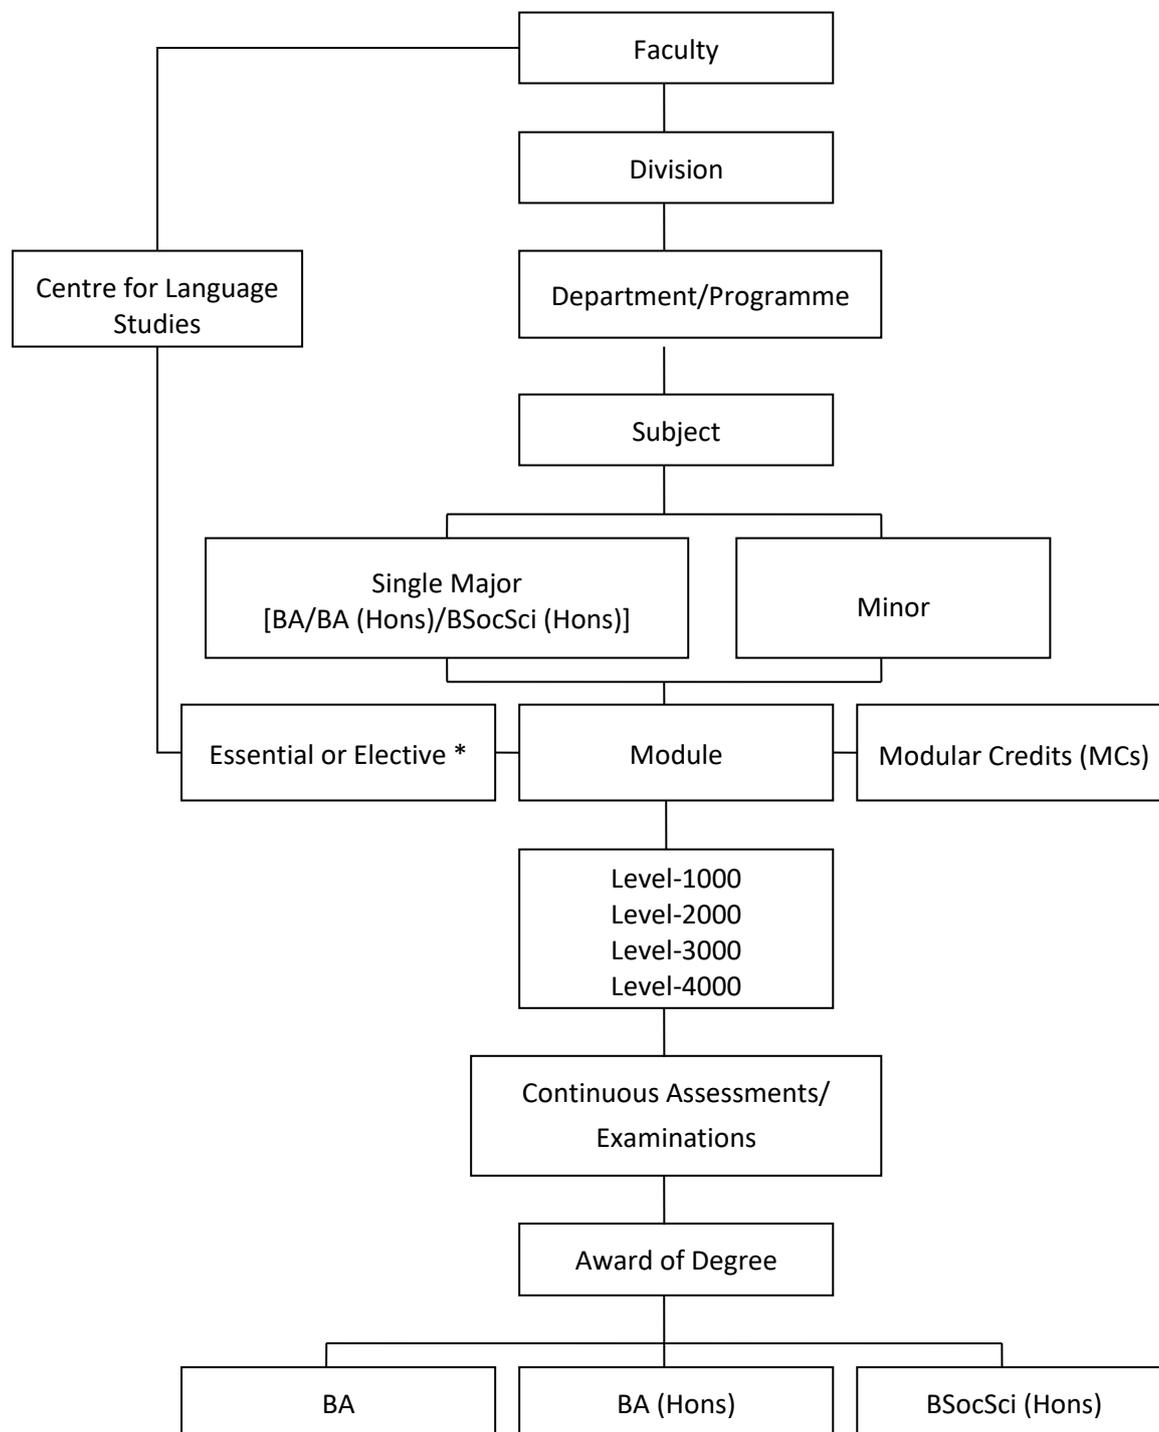 Faculty
Division
Centre for Language
Studies
Department/Programme
Subject
Single Major
[BA/BA (Hons)/BSocSci (Hons)]
Minor
Essential or Elective *
Module
Modular Credits (MCs)
Level-1000
Level-2000
Level-3000
Level-4000
Continuous Assessments/
Examinations
Award of Degree
BA
BA (Hons)
BSocSci (Hons)